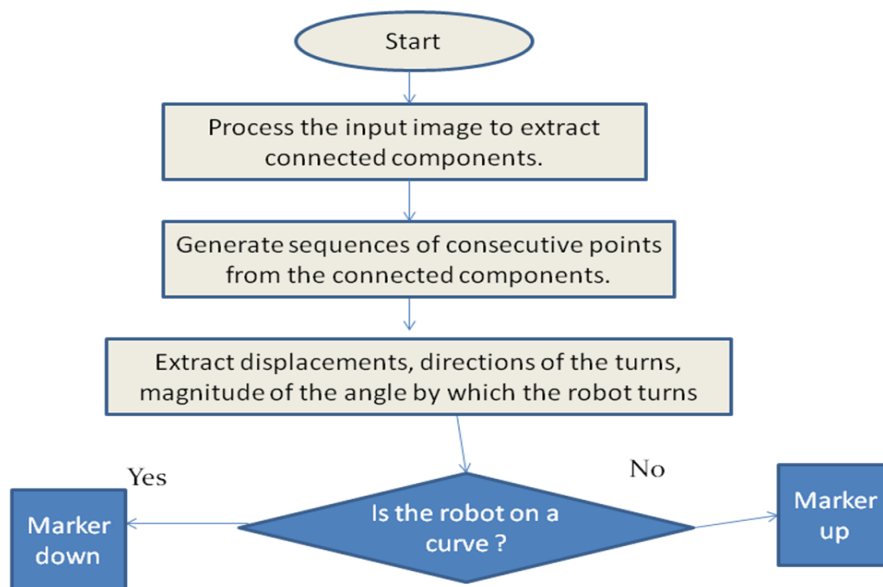 Start
Process the input image to extract
connected components.
Generate sequences of consecutive points
from the connected components.
Extract displacements, directions of the turns,
magnitude of the angle by which the robot turns
Yes
No
Marker
down
Is the robot on a
curve ?
Marker
up